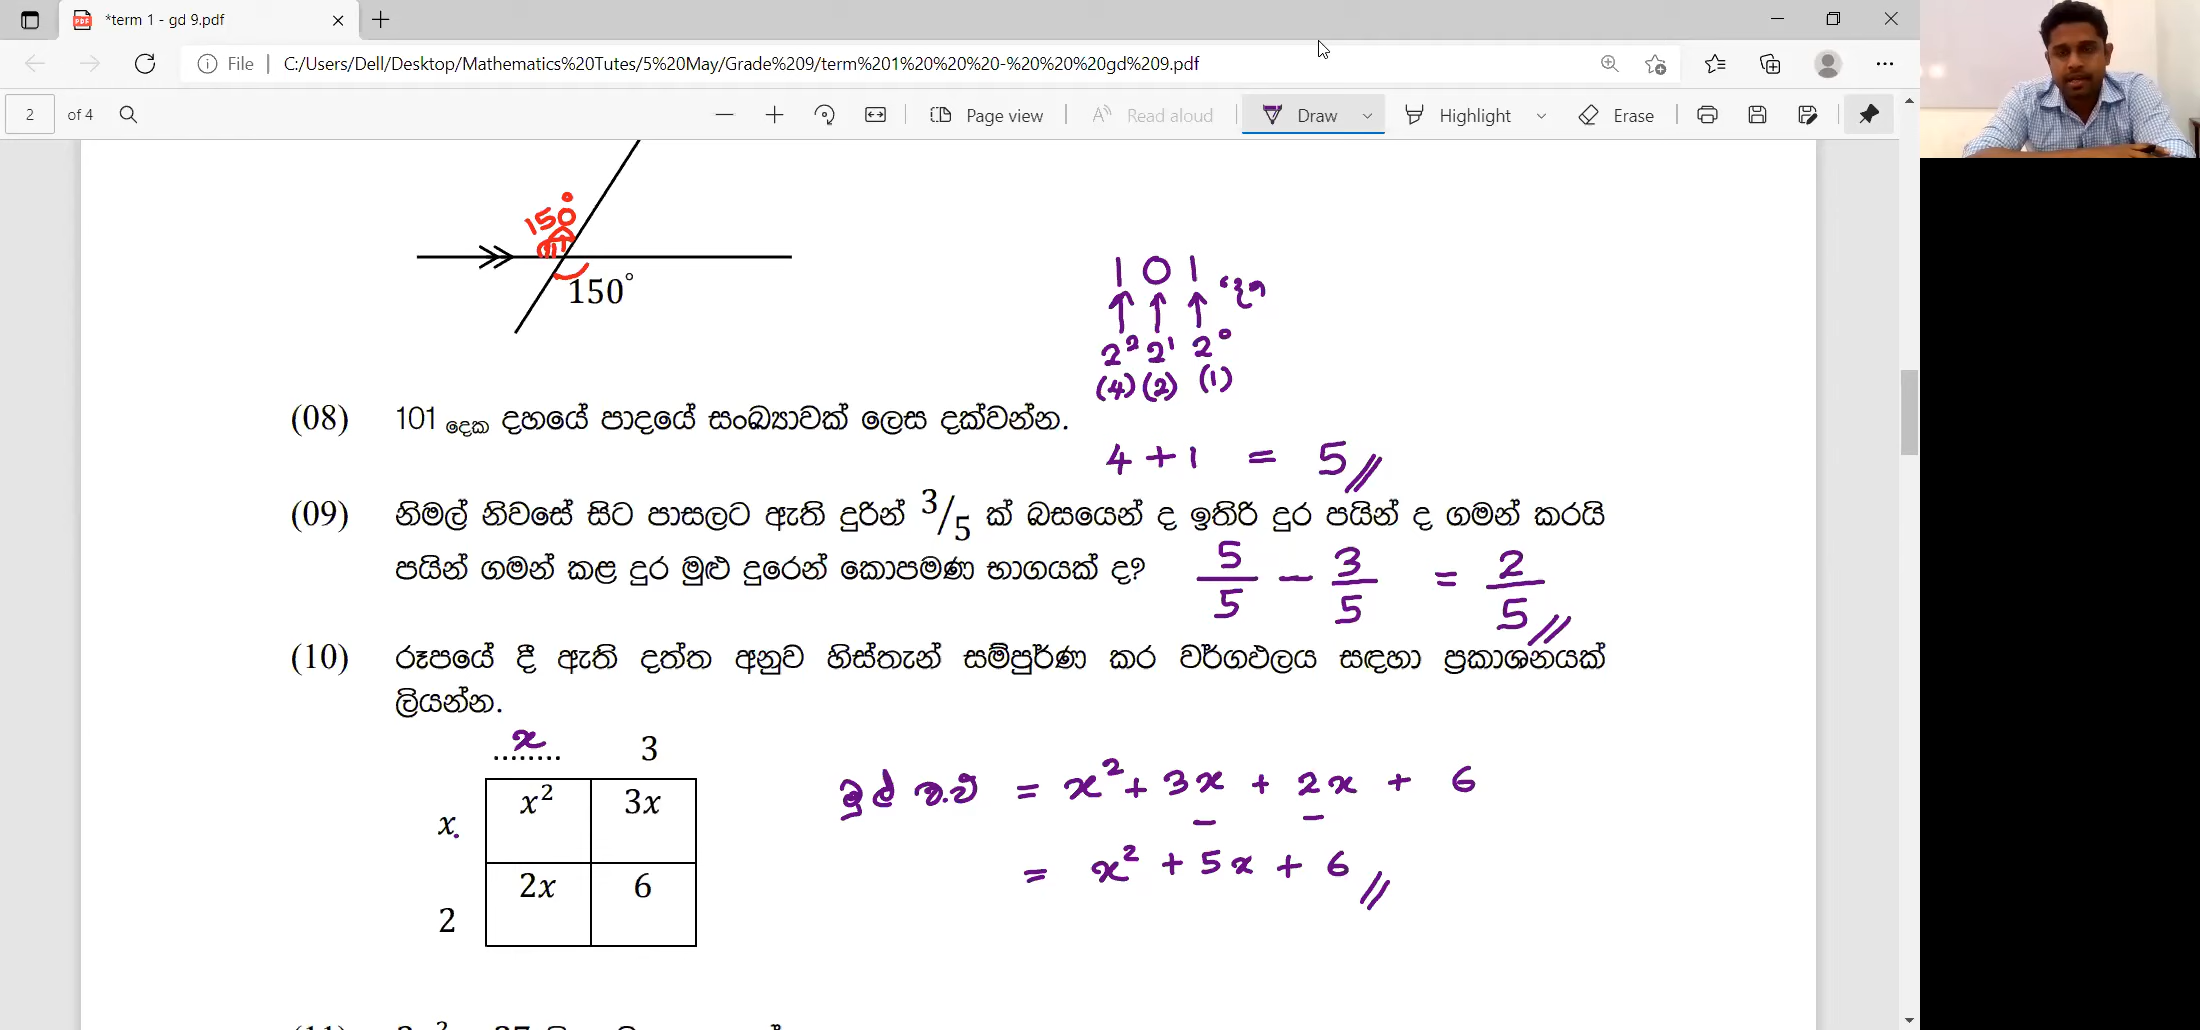 *term 1 - gd 9.pdf
File C:/Users/Dell/Desktop/Mathematics%20Tutes/5%20May/Grade%209/term%201%20%20%20-%20%20%20gd%209.pdf
2 of 4 Page view Read aloud Draw Highlight Erase
150°
150°
1 0 1
2² 2¹ 2⁰
(4) (2) (1)
(08) 101 දෙක දහයේ පාදයේ සංඛ්‍යාවක් ලෙස දක්වන්න.
4 + 1 = 5
(09) නිමල් නිවසේ සිට පාසලට ඇති දුරින් 3/5 ක් බසයෙන් ද ඉතිරි දුර පයින් ද ගමන් කරයි
පයින් ගමන් කළ දුර මුළු දුරෙන් කොපමණ භාගයක් ද? 5/5 − 3/5 = 2/5
(10) රූපයේ දී ඇති දත්ත අනුව හිස්තැන් සම්පුර්ණ කර වර්ගඵලය සඳහා ප්‍රකාශනයක්
ලියන්න.
x 3
........
x x² 3x
2 2x 6
= x² + 3x + 2x + 6
= x² + 5x + 6